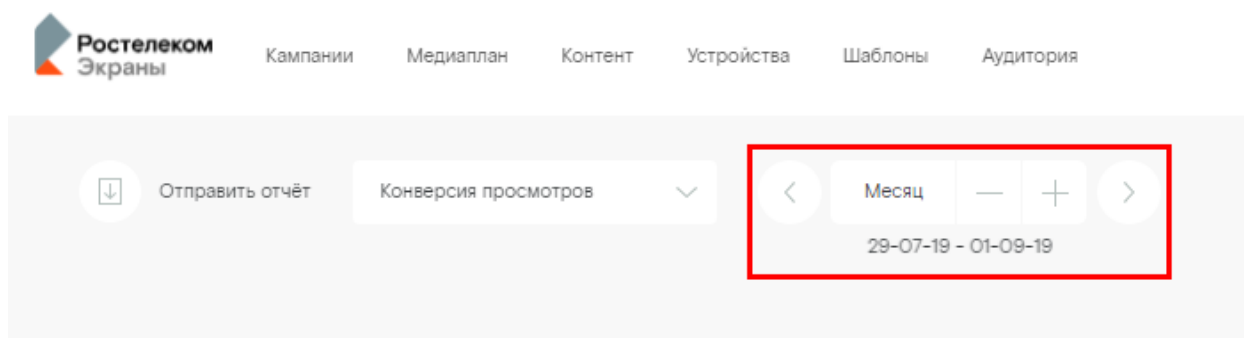 Ростелеком
Экраны
Кампании Медиаплан Контент Устройства Шаблоны Аудитория
Отправить отчёт Конверсия просмотров Месяц
29-07-19 - 01-09-19